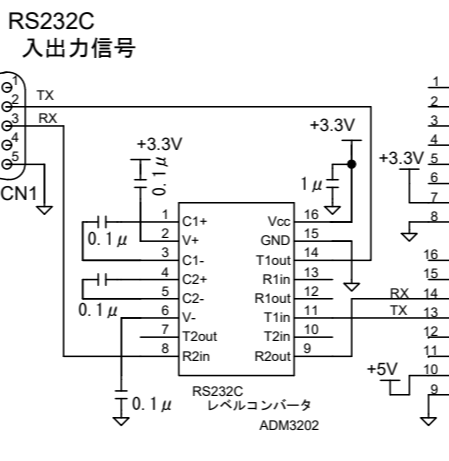 RS232C
入出力信号
1
2
3
4
5
TX
RX
CN1
+3.3V
0.1μ
+3.3V
1μ
+3.3V
0.1μ
0.1μ
0.1μ
1 C1+ Vcc 16
2 V+ GND 15
3 C1- T1out 14
4 C2+ R1in 13
5 C2- R1out 12
6 V- T1in 11
7 T2out T2in 10
8 R2in R2out 9
RS232C
レベルコンバータ
ADM3202
1
2
3
4
5
6
7
8
16
15
RX 14
TX 13
12
11
+5V 10
9